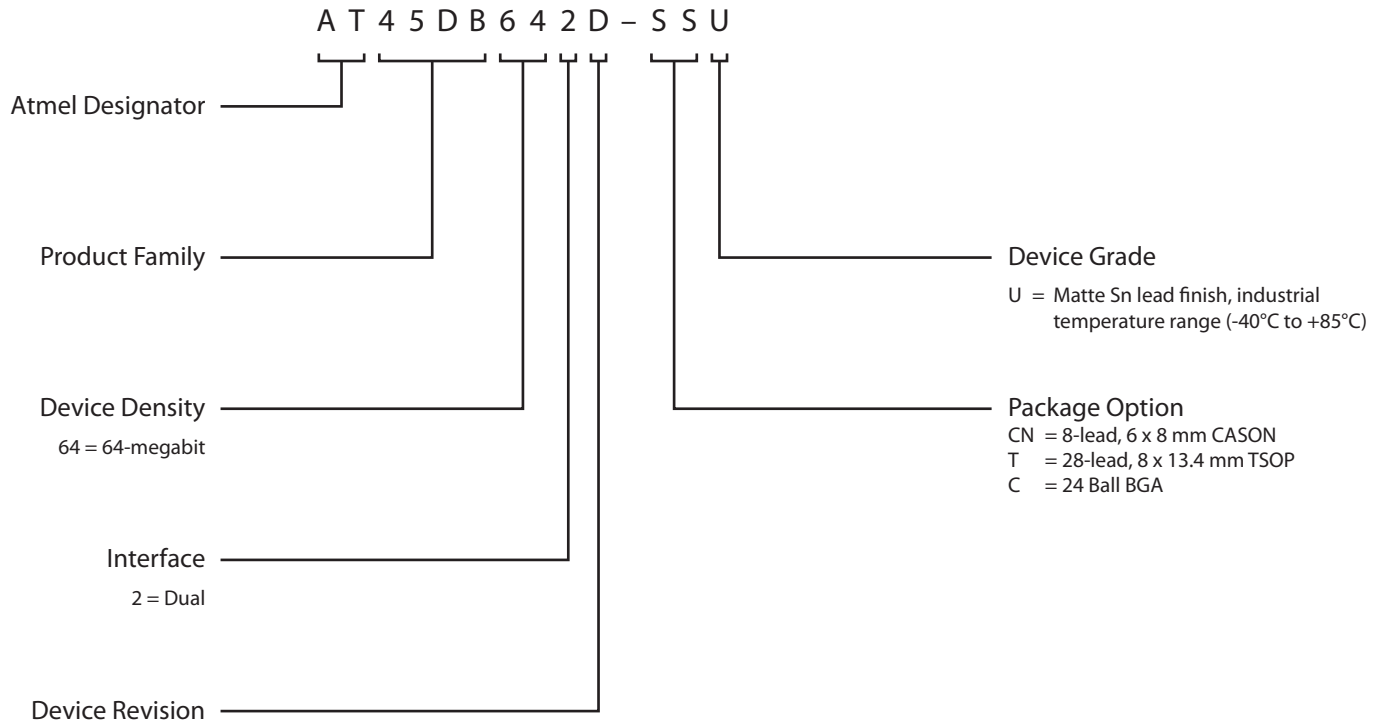 A T 4 5 D B 6 4 2 D – S S U
Atmel Designator
Product Family
Device Density
64 = 64-megabit
Interface
2 = Dual
Device Revision
Device Grade
U = Matte Sn lead finish, industrial
temperature range (-40°C to +85°C)
Package Option
CN = 8-lead, 6 x 8 mm CASON
T = 28-lead, 8 x 13.4 mm TSOP
C = 24 Ball BGA